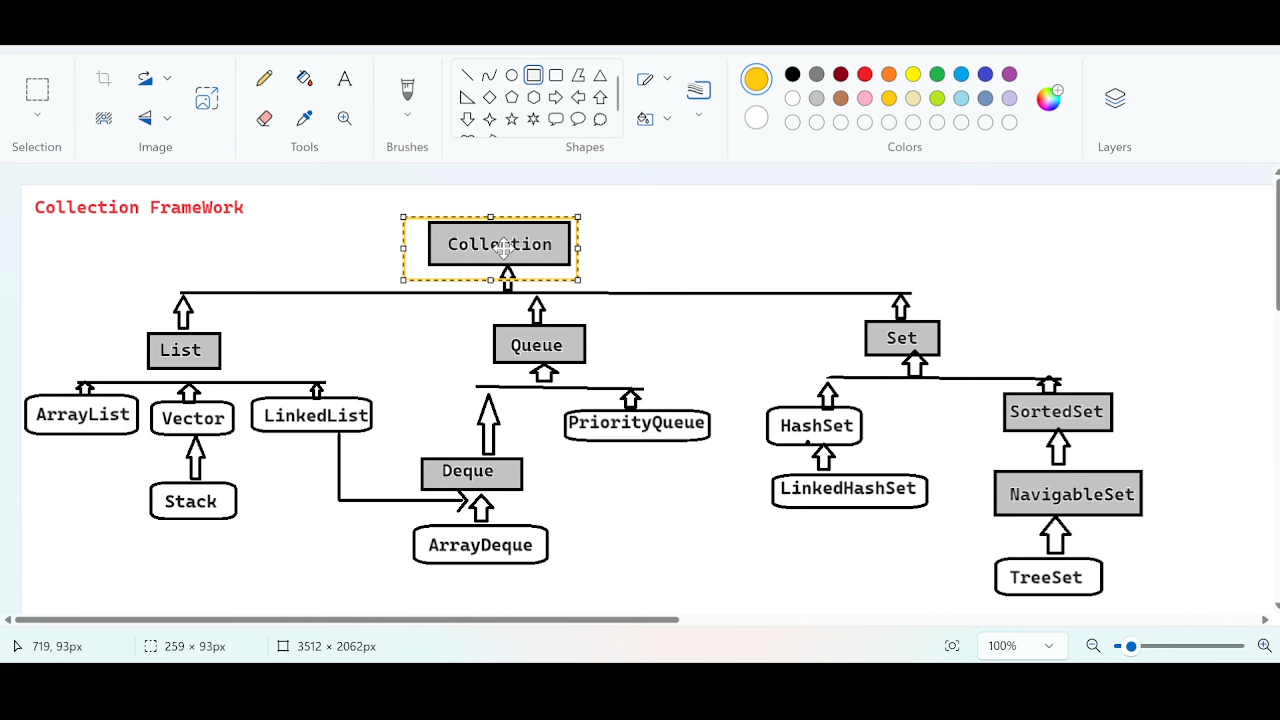 Selection
Image
Tools
Brushes
Shapes
Colors
Layers
A
Collection FrameWork
Collection
List
Queue
Set
ArrayList
Vector
LinkedList
PriorityQueue
HashSet
SortedSet
Stack
Deque
LinkedHashSet
NavigableSet
ArrayDeque
TreeSet
719, 93px
259 × 93px
3512 × 2062px
100%